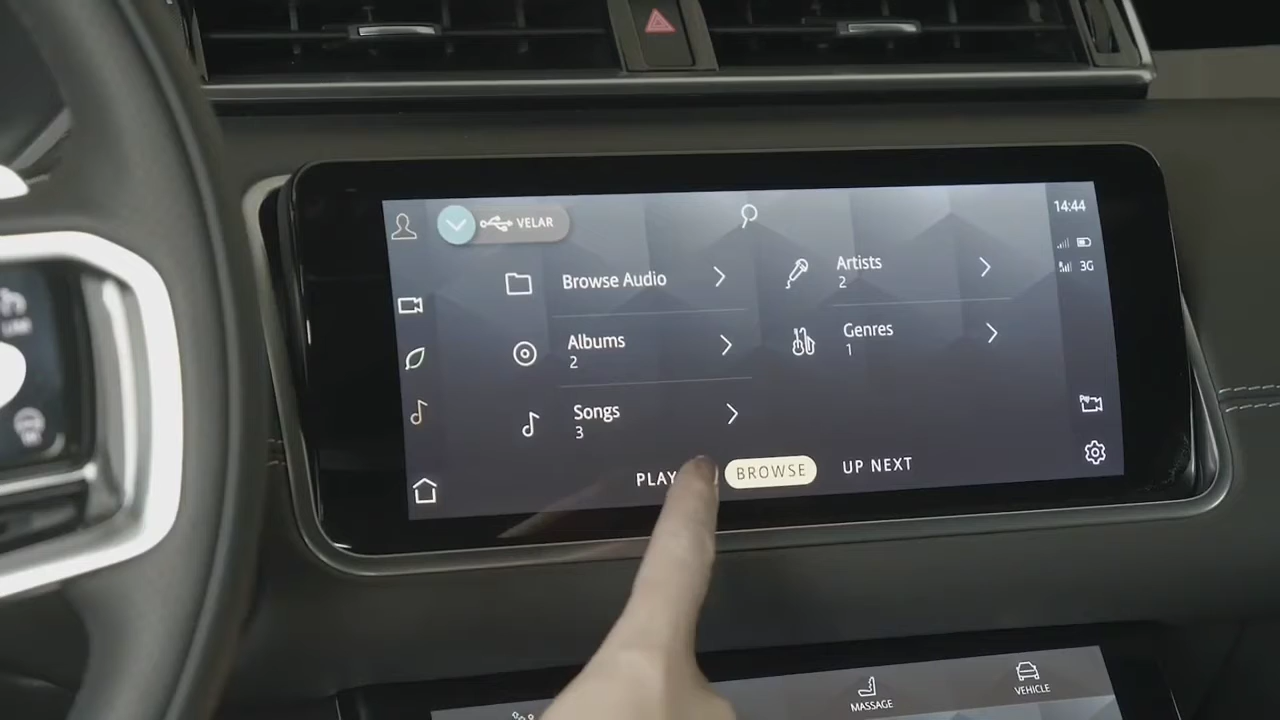 VELAR
14:44
3G
Browse Audio
Artists
2
Albums
2
Genres
1
Songs
3
PLAY
BROWSE
UP NEXT
MASSAGE
VEHICLE